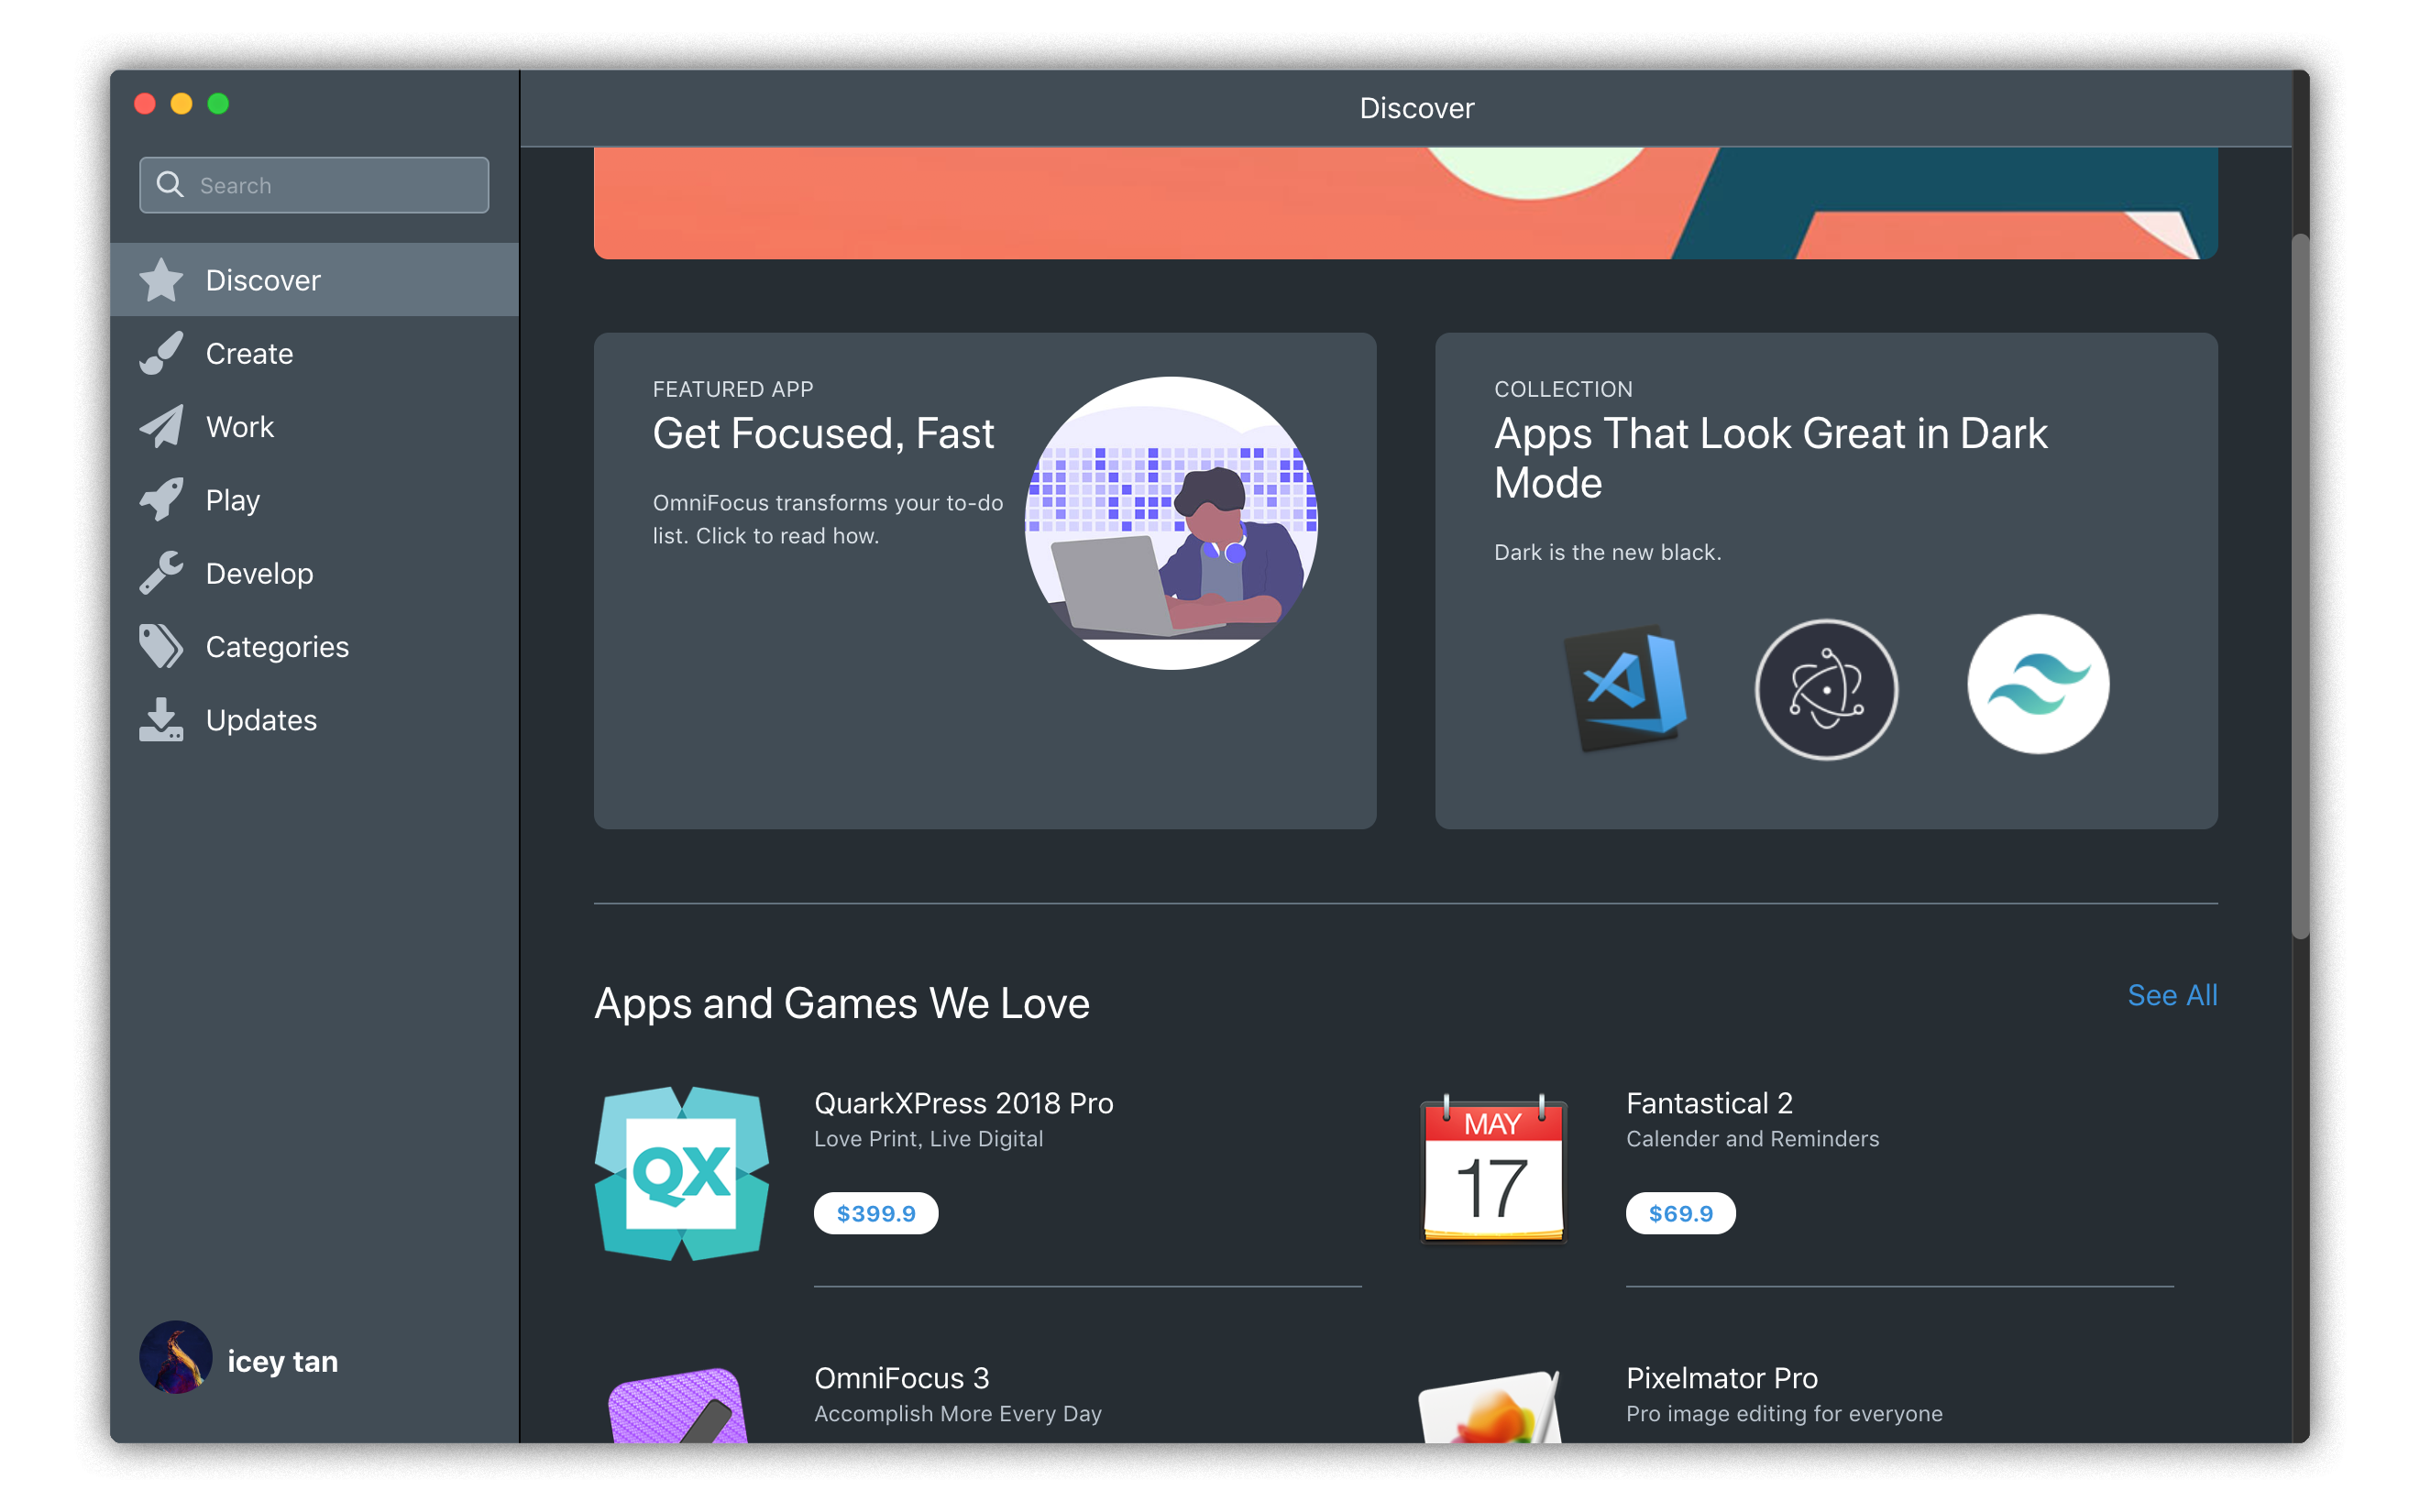 Discover
Search
Discover
Create
Work
Play
Develop
Categories
Updates
icey tan
FEATURED APP
Get Focused, Fast
OmniFocus transforms your to-do
list. Click to read how.
COLLECTION
Apps That Look Great in Dark
Mode
Dark is the new black.
Apps and Games We Love
See All
QX
QuarkXPress 2018 Pro
Love Print, Live Digital
$399.9
MAY
17
Fantastical 2
Calender and Reminders
$69.9
OmniFocus 3
Accomplish More Every Day
Pixelmator Pro
Pro image editing for everyone